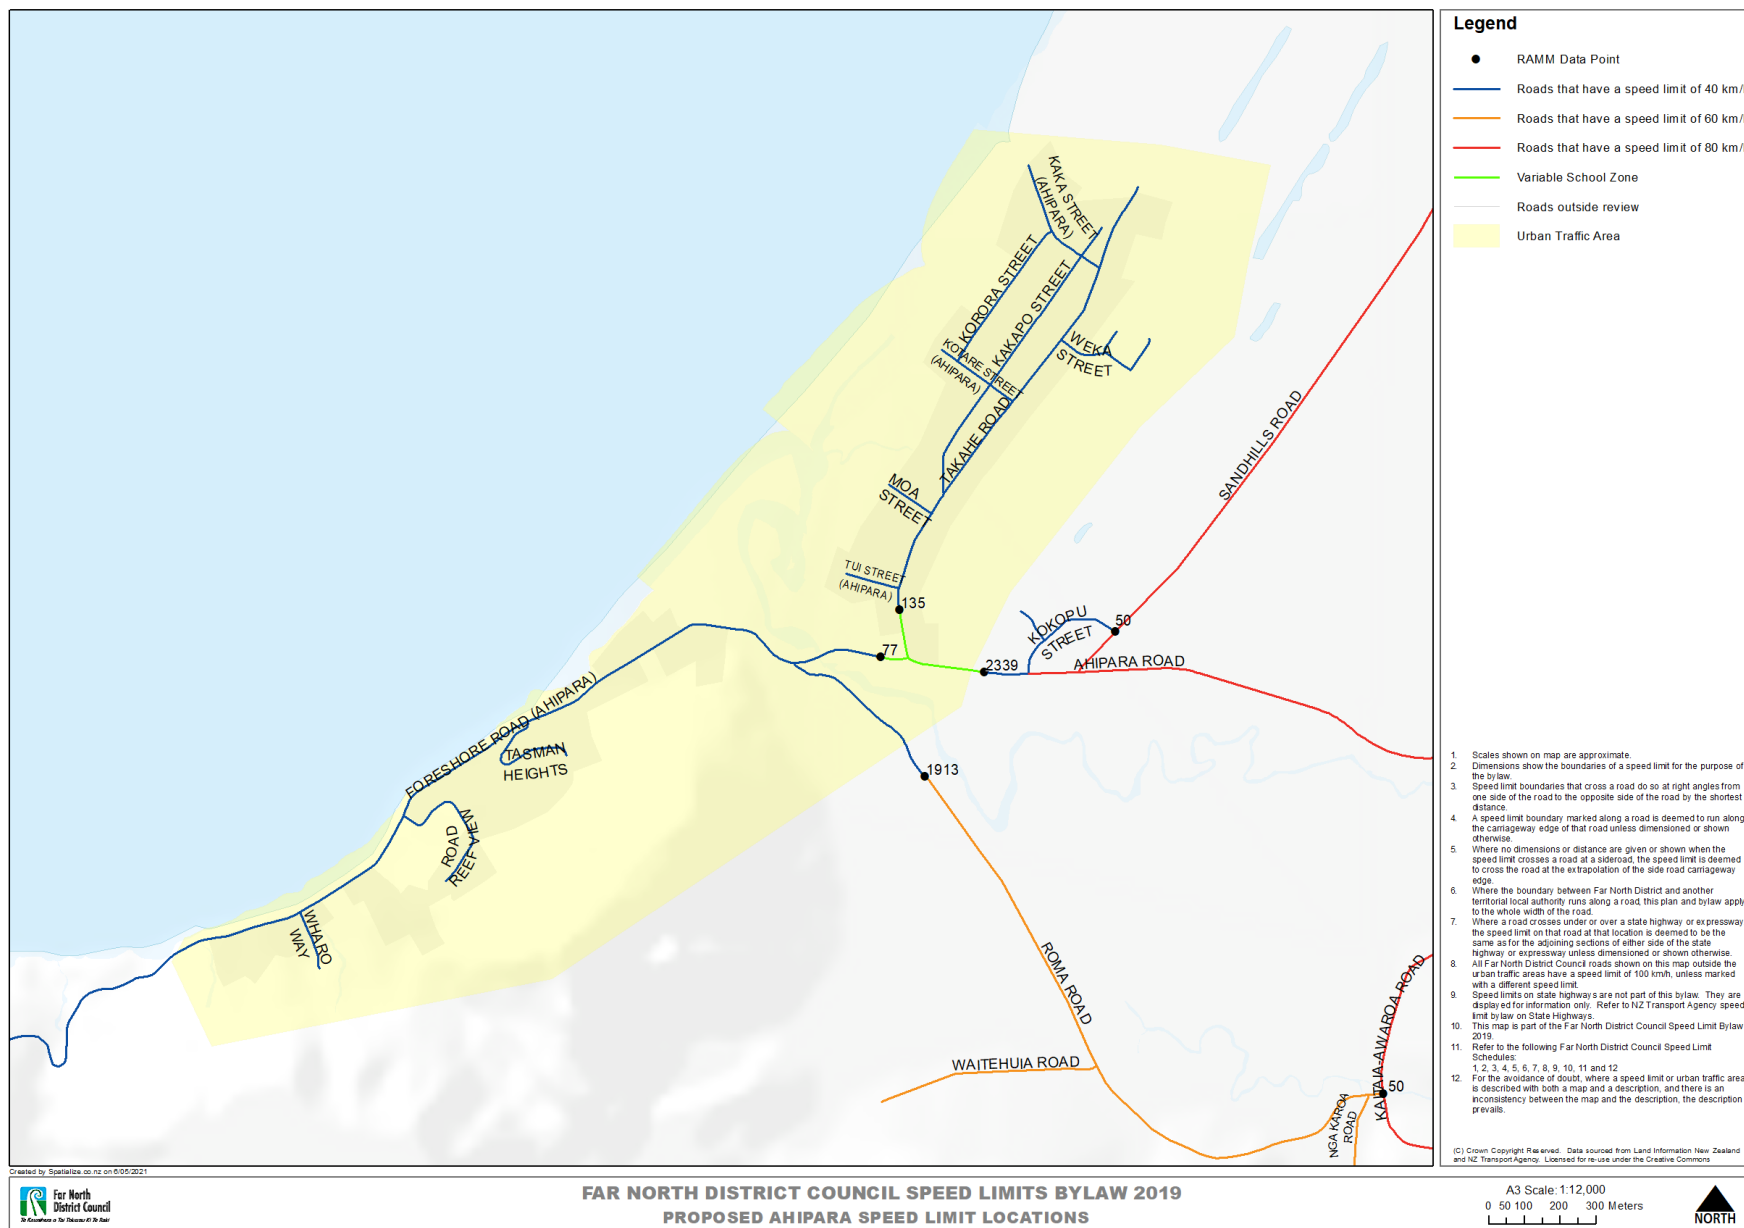 Legend
RAMM Data Point
Roads that have a speed limit of 40 km/
Roads that have a speed limit of 60 km/
Roads that have a speed limit of 80 km/
Variable School Zone
Roads outside review
Urban Traffic Area
KAKA STREET
(AHIPARA)
KORORA STREET
KAKAPO STREET
KOTARE STREET
(AHIPARA)
WEKA
STREET
TAKAHE ROAD
MOA
STREET
SANDHILLS ROAD
TUI STREET
(AHIPARA)
135
KOKOPU
STREET
50
77
2339
AHIPARA ROAD
FORESHORE ROAD (AHIPARA)
TASMAN
HEIGHTS
1913
REEF VIEW
ROAD
WHARO
WAY
ROMA ROAD
WAITEHUIA ROAD
KAITAIA-AWAROA ROAD
50
NGA KAROA
ROAD
1. Scales shown on map are approximate.
2. Dimensions show the boundaries of a speed limit for the purpose of
the bylaw.
3. Speed limit boundaries that cross a road do so at right angles from
one side of the road to the opposite side of the road by the shortest
distance.
4. A speed limit boundary marked along a road is deemed to run along
the carriageway edge of that road unless dimensioned or shown
otherwise.
5. Where no dimensions or distance are given or shown when the
speed limit crosses a road at a sideroad, the speed limit is deemed
to cross the road at the extrapolation of the side road carriageway
edge.
6. Where the boundary between Far North District and another
territorial local authority runs along a road, this plan and bylaw apply
to the whole width of the road.
7. Where a road crosses under or over a state highway or expressway
the speed limit on that road at that location is deemed to be the
same as for the adjoining sections of either side of the state
highway or expressway unless dimensioned or shown otherwise.
8. All Far North District Council roads shown on this map outside the
urban traffic areas have a speed limit of 100 km/h, unless marked
with a different speed limit.
9. Speed limits on state highways are not part of this bylaw. They are
displayed for information only. Refer to NZ Transport Agency speed
limit bylaw on State Highways.
10. This map is part of the Far North District Council Speed Limit Bylaw
2019.
11. Refer to the following Far North District Council Speed Limit
Schedules:
1, 2, 3, 4, 5, 6, 7, 8, 9, 10, 11 and 12
12. For the avoidance of doubt, where a speed limit or urban traffic area
is described with both a map and a description, and there is an
inconsistency between the map and the description, the description
prevails.
(C) Crown Copyright Reserved. Data sourced from Land Information New Zealand
and NZ Transport Agency. Licensed for re-use under the Creative Commons
Created by Spatialize.co.nz on 6/05/2021
Far North
District Council
FAR NORTH DISTRICT COUNCIL SPEED LIMITS BYLAW 2019
PROPOSED AHIPARA SPEED LIMIT LOCATIONS
A3 Scale: 1:12,000
0 50 100 200 300 Meters
NORTH